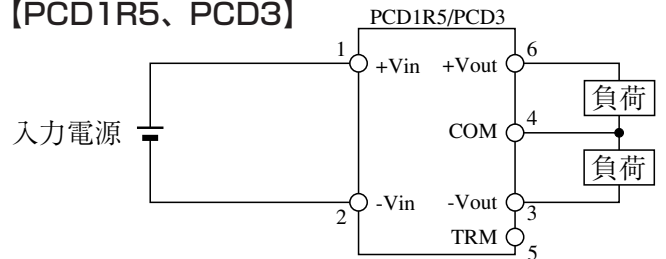 【PCD1R5、PCD3】
PCD1R5/PCD3
1
+Vin
+Vout
6
負荷
入力電源
COM
4
負荷
2
-Vin
-Vout
3
TRM
5